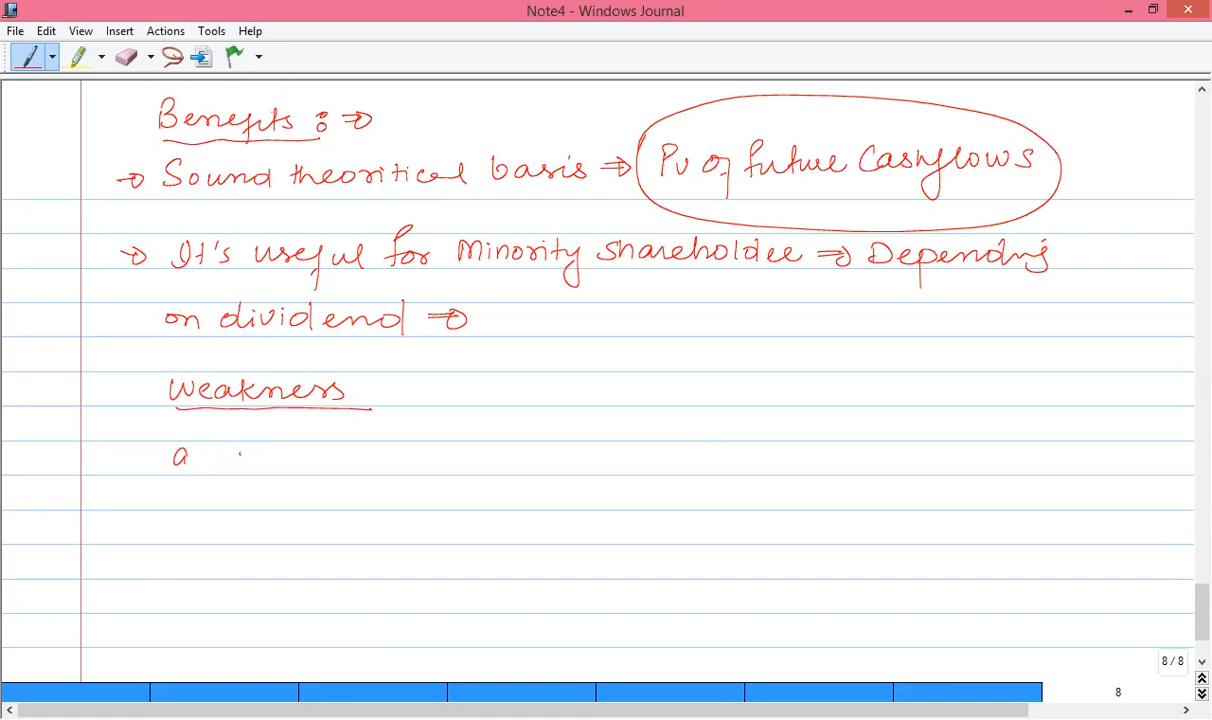 Note4 - Windows Journal
File Edit View Insert Actions Tools Help
Benefits :⇒
→ Sound theoritical basis ⇒ Pv of future Cashflows
→ It's useful for Minority Shareholdee ⇒ Depending
on dividend ⇒
Weakness
a
8 / 8
8